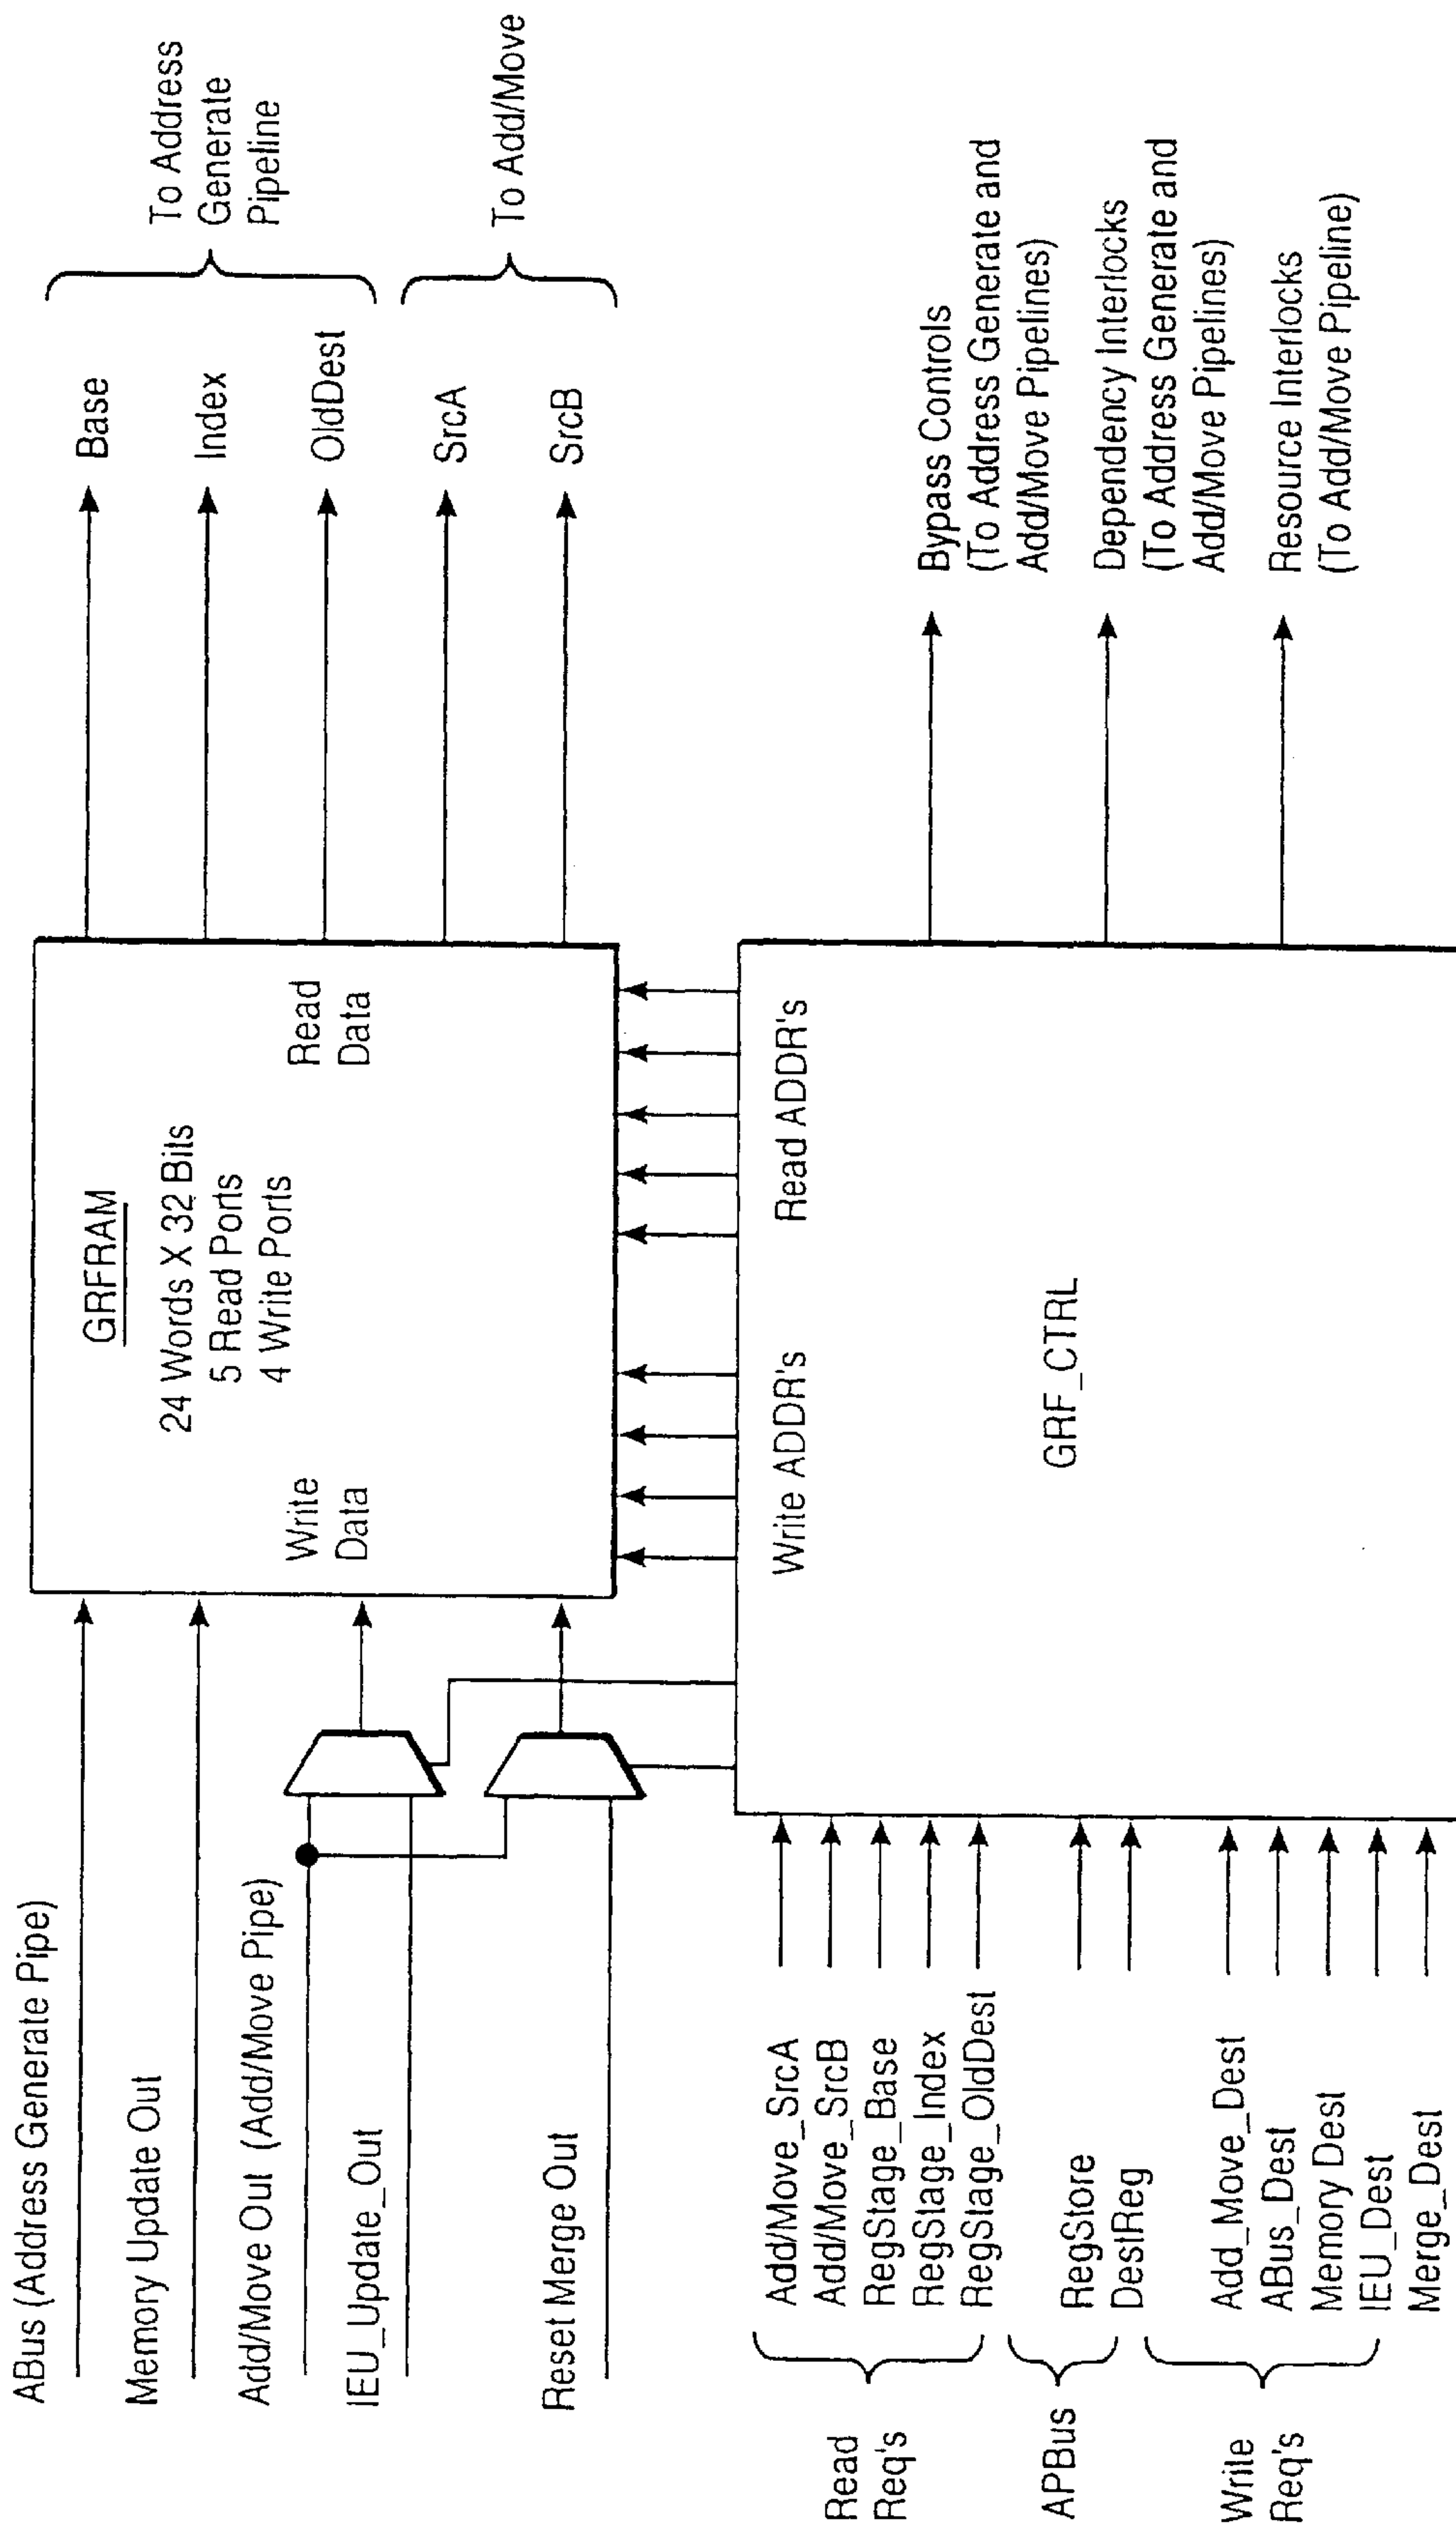 ABus (Address Generate Pipe)
Memory Update Out
Add/Move Out (Add/Move Pipe)
IEU_Update_Out
Reset Merge Out
GRFRAM
24 Words X 32 Bits
5 Read Ports
4 Write Ports
Write
Data
Read
Data
Base
Index
OldDest
SrcA
SrcB
To Address
Generate
Pipeline
To Add/Move
Write ADDR's
Read ADDR's
GRF_CTRL
Read
Req's
Add/Move_SrcA
Add/Move_SrcB
RegStage_Base
RegStage_Index
RegStage_OldDest
APBus
RegStore
DestReg
Write
Req's
Add_Move_Dest
ABus_Dest
Memory Dest
IEU_Dest
Merge_Dest
Bypass Controls
(To Address Generate and
Add/Move Pipelines)
Dependency Interlocks
(To Address Generate and
Add/Move Pipelines)
Resource Interlocks
(To Add/Move Pipeline)